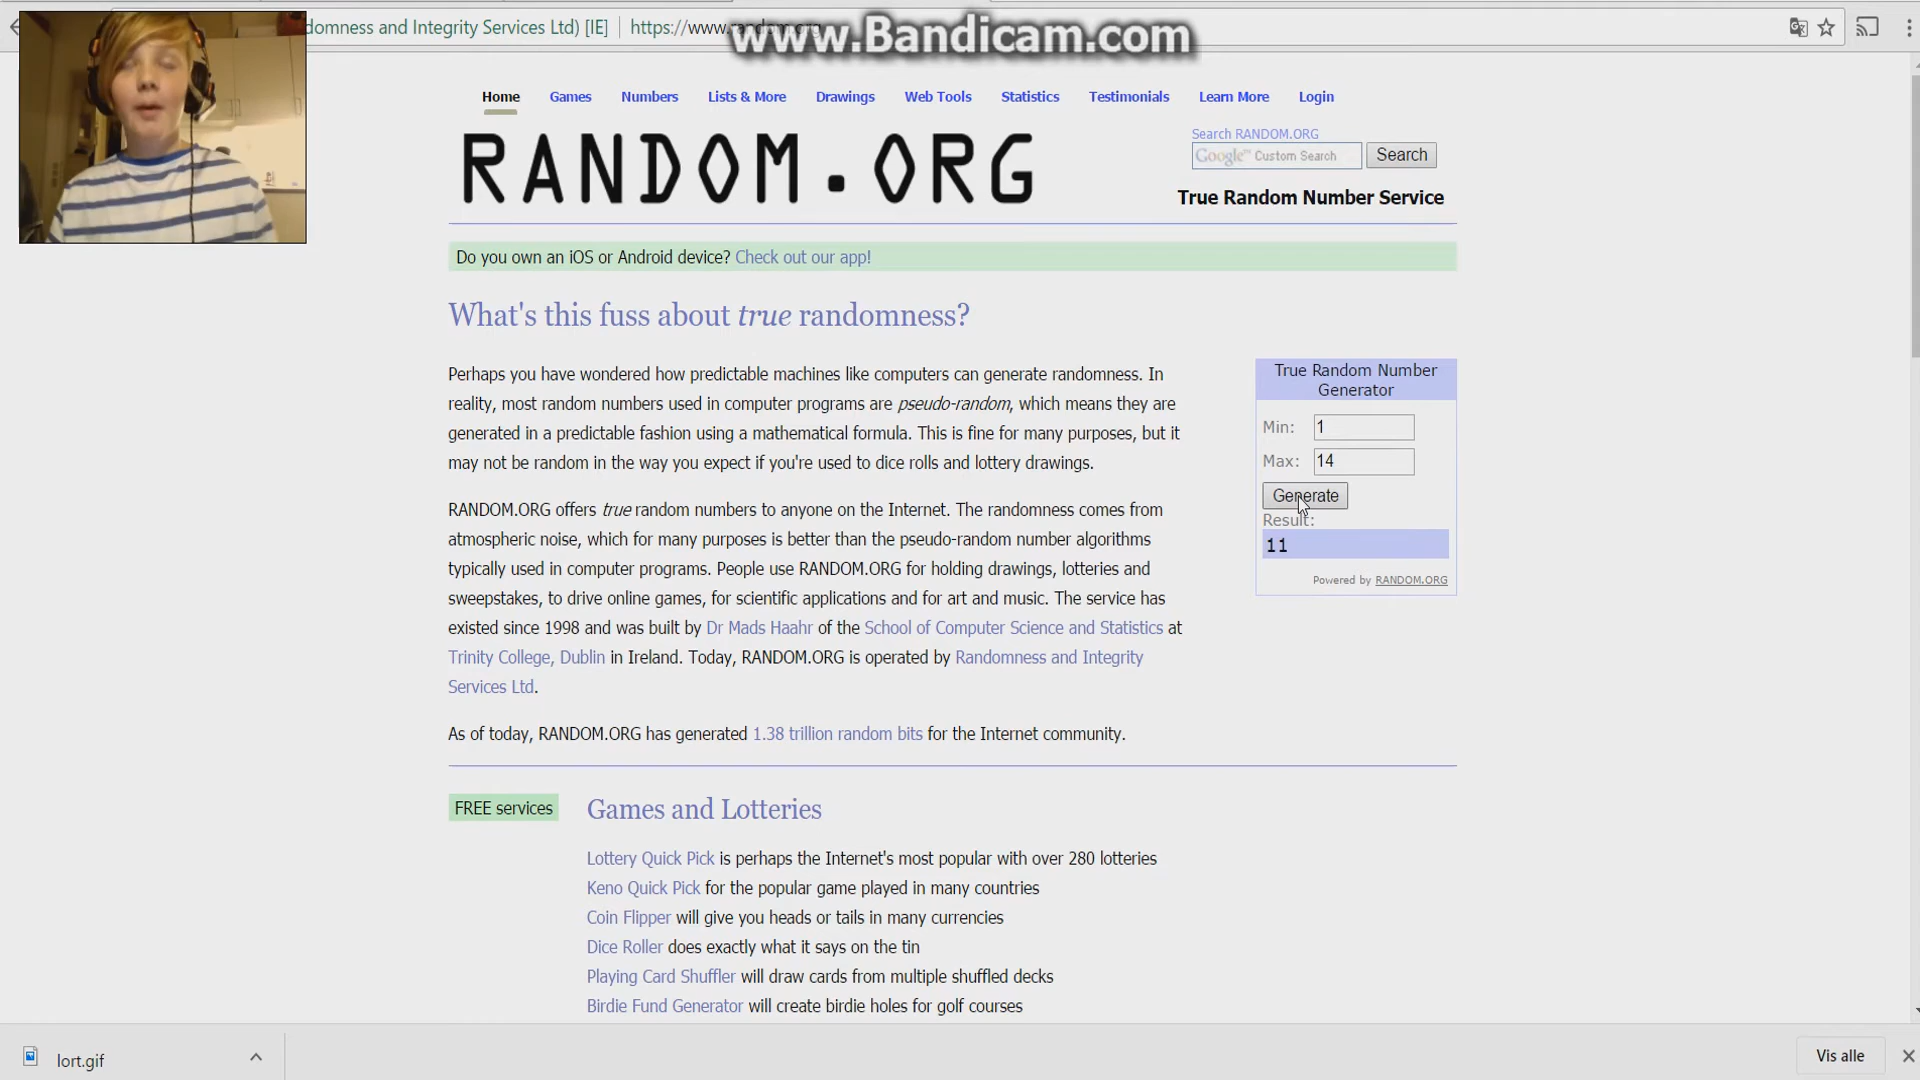 domness and Integrity Services Ltd) [IE] https://www.random.org
www.Bandicam.com
Home Games Numbers Lists & More Drawings Web Tools Statistics Testimonials Learn More Login
RANDOM.ORG
Search RANDOM.ORG
Google™ Custom Search Search
True Random Number Service
Do you own an iOS or Android device? Check out our app!
What's this fuss about true randomness?
Perhaps you have wondered how predictable machines like computers can generate randomness. In
reality, most random numbers used in computer programs are pseudo-random, which means they are
generated in a predictable fashion using a mathematical formula. This is fine for many purposes, but it
may not be random in the way you expect if you're used to dice rolls and lottery drawings.
RANDOM.ORG offers true random numbers to anyone on the Internet. The randomness comes from
atmospheric noise, which for many purposes is better than the pseudo-random number algorithms
typically used in computer programs. People use RANDOM.ORG for holding drawings, lotteries and
sweepstakes, to drive online games, for scientific applications and for art and music. The service has
existed since 1998 and was built by Dr Mads Haahr of the School of Computer Science and Statistics at
Trinity College, Dublin in Ireland. Today, RANDOM.ORG is operated by Randomness and Integrity
Services Ltd.
As of today, RANDOM.ORG has generated 1.38 trillion random bits for the Internet community.
True Random Number
Generator
Min: 1
Max: 14
Generate
Result:
11
Powered by RANDOM.ORG
FREE services
Games and Lotteries
Lottery Quick Pick is perhaps the Internet's most popular with over 280 lotteries
Keno Quick Pick for the popular game played in many countries
Coin Flipper will give you heads or tails in many currencies
Dice Roller does exactly what it says on the tin
Playing Card Shuffler will draw cards from multiple shuffled decks
Birdie Fund Generator will create birdie holes for golf courses
lort.gif
Vis alle